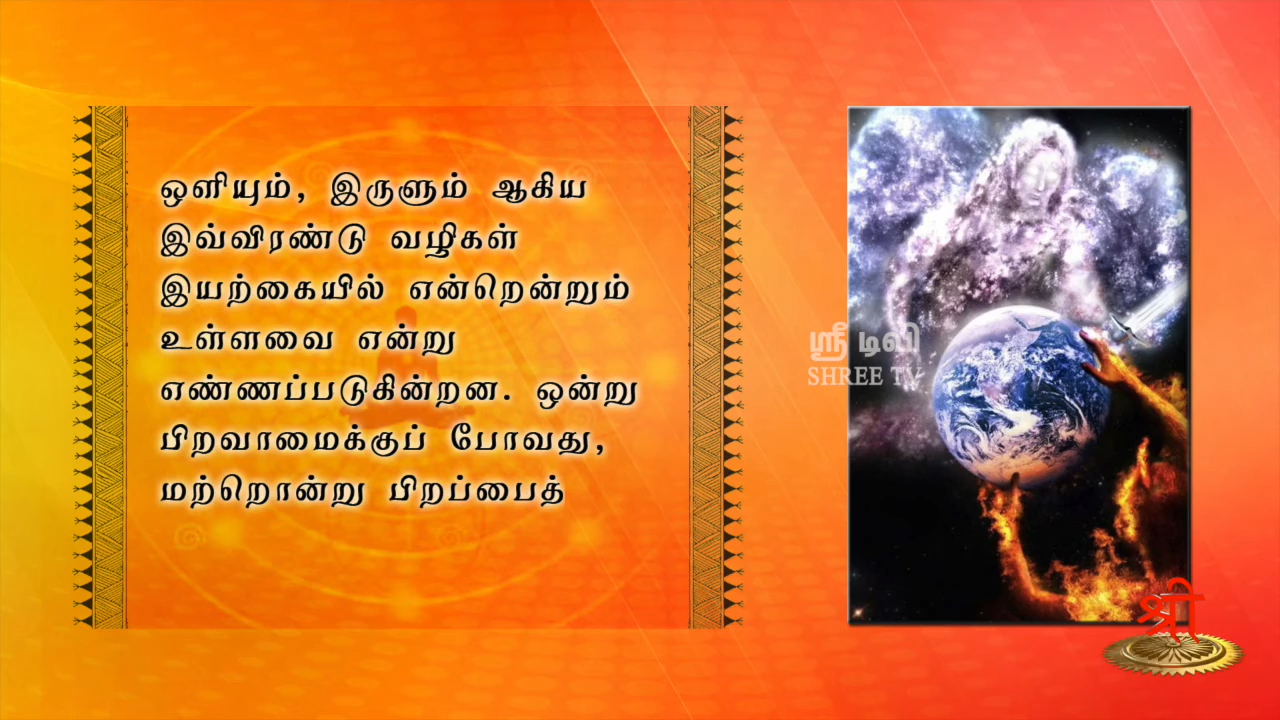 ஒளியும், இருளும் ஆகிய
இவ்விரண்டு வழிகள்
இயற்கையில் என்றென்றும்
உள்ளவை என்று
எண்ணப்படுகின்றன. ஒன்று
பிறவாமைக்குப் போவது,
மற்றொன்று பிறப்பைத்
ஸ்ரீ டிவி
SHREE TV
श्री